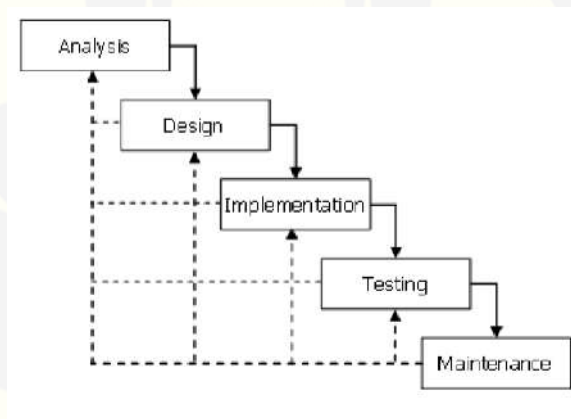 Analysis
Design
Implementation
Testing
Maintenance